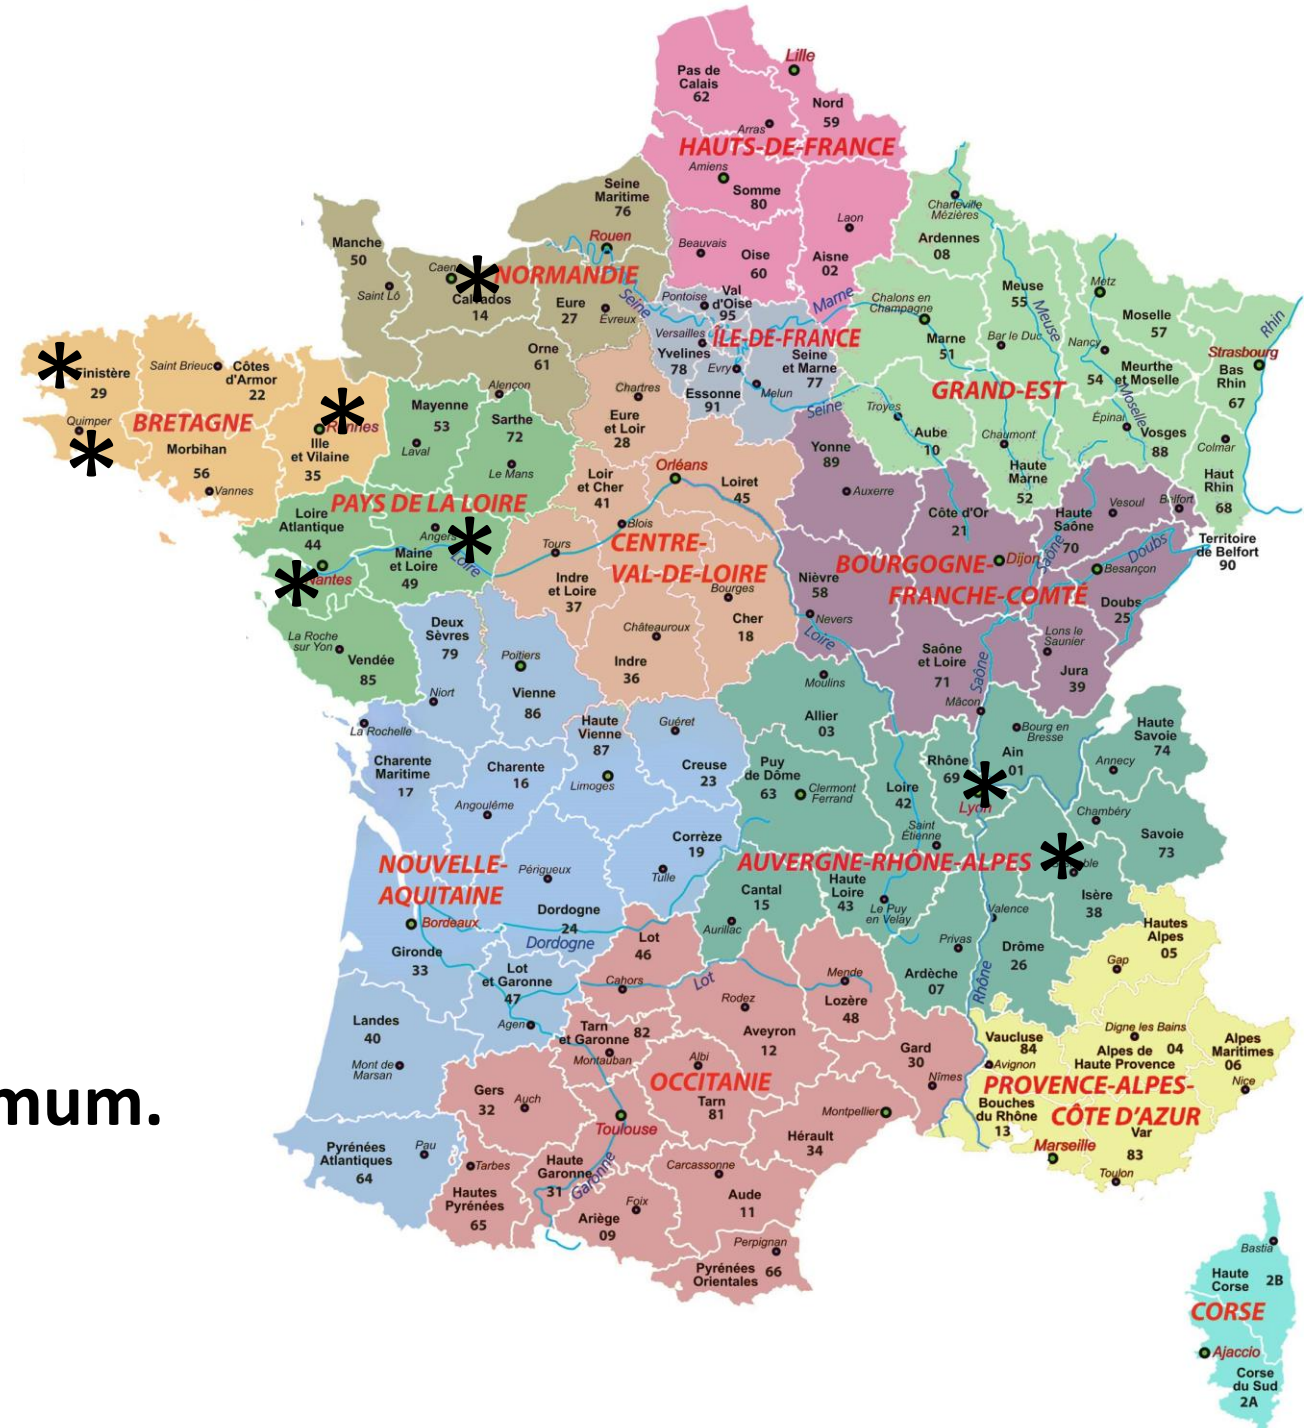 Lille
Pas de
Calais
62
Nord
59
Arras
HAUTS-DE-FRANCE
Amiens
Somme
80
Seine
Maritime
76
Laon
Charleville
Mézières
Rouen
Beauvais
Oise
60
Aisne
02
Ardennes
08
Manche
50
Saint Lô
Caen
NORMANDIE
14
Eure
27
Evreux
Seine
Pontoise
Val
d'Oise
95
Marne
Chalons en
Champagne
Meuse
55
Meuse
Metz
Moselle
57
Rhin
Versailles
ÎLE-DE-FRANCE
Yvelines
78
Evry
Seine
et Marne
77
Essonne
91
Melun
Marne
51
Bar le Duc
Nancy
54
Meurthe
et Moselle
Moselle
Strasbourg
Bas
Rhin
67
GRAND-EST
Orne
61
Alençon
Finistère
29
Saint Brieuc
Côtes
d'Armor
22
Quimper
BRETAGNE
Morbihan
56
Vannes
Rennes
Ille
et Vilaine
35
Mayenne
53
Laval
Sarthe
72
Le Mans
Chartres
Eure
et Loir
28
Seine
Troyes
Aube
10
Chaumont
Haute
Marne
52
Épinal
Vosges
88
Colmar
Haut
Rhin
68
Yonne
89
Auxerre
Orléans
Loiret
45
Loir
et Cher
41
Blois
PAYS DE LA LOIRE
Loire
Atlantique
44
Nantes
Angers
Maine
et Loire
49
Loire
Tours
Indre
et Loire
37
CENTRE-
VAL-DE-LOIRE
Bourges
Cher
18
Châteauroux
Indre
36
Côte d'Or
21
Haute
Saône
70
Vesoul
Belfort
Territoire
de Belfort
90
BOURGOGNE-
FRANCHE-COMTÉ
Dijon
Saône
Doubs
Besançon
Doubs
25
Nièvre
58
Nevers
Loire
Saône
et Loire
71
Saône
Lons le
Saunier
Jura
39
Mâcon
La Roche
sur Yon
Vendée
85
Deux
Sèvres
79
Niort
Poitiers
Vienne
86
Haute
Vienne
87
Limoges
Guéret
Creuse
23
Moulins
Allier
03
Bourg en
Bresse
Ain
01
Haute
Savoie
74
Annecy
La Rochelle
Charente
Maritime
17
Charente
16
Angoulême
Puy
de Dôme
63
Clermont
Ferrand
Loire
42
Rhône
69
Lyon
Saint
Étienne
Chambéry
Savoie
73
Corrèze
19
Tulle
NOUVELLE-
AQUITAINE
Périgueux
Dordogne
24
Dordogne
Bordeaux
Gironde
33
AUVERGNE-RHÔNE-ALPES
Cantal
15
Aurillac
Haute
Loire
43
Le Puy
en Velay
Isère
38
Valence
Privas
Ardèche
07
Drôme
26
Rhône
Hautes
Alpes
05
Gap
Lot
46
Cahors
Lot
Lot
et Garonne
47
Agen
Rodez
Aveyron
12
Mende
Lozère
48
Landes
40
Mont de
Marsan
Tarn
et Garonne
82
Montauban
Albi
OCCITANIE
Tarn
81
Gard
30
Nîmes
Vaucluse
84
Avignon
Digne les Bains
Alpes de
Haute Provence
04
Alpes
Maritimes
06
Nice
PROVENCE-ALPES-
CÔTE D'AZUR
Bouches
du Rhône
13
Marseille
Var
83
Toulon
mum.
Gers
32
Auch
Toulouse
Montpellier
Hérault
34
Pyrénées
Atlantiques
64
Pau
Tarbes
Hautes
Pyrénées
65
Haute
Garonne
31
Garonne
Foix
Ariège
09
Carcassonne
Aude
11
Perpignan
Pyrénées
Orientales
66
Bastia
Haute
Corse
2B
CORSE
Ajaccio
Corse
du Sud
2A